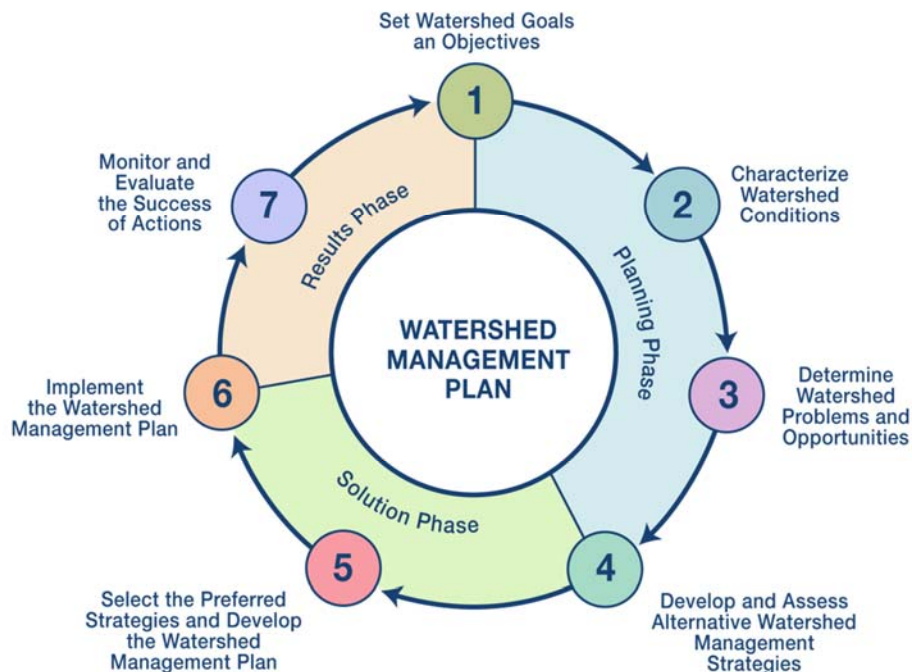 Set Watershed Goals
an Objectives
1
2
Characterize
Watershed
Conditions
3
Determine
Watershed
Problems and
Opportunities
4
Develop and Assess
Alternative Watershed
Management
Strategies
5
Select the Preferred
Strategies and Develop
the Watershed
Management Plan
6
Implement
the Watershed
Management Plan
7
Monitor and
Evaluate
the Success
of Actions
Planning Phase
Solution Phase
Results Phase
WATERSHED
MANAGEMENT
PLAN